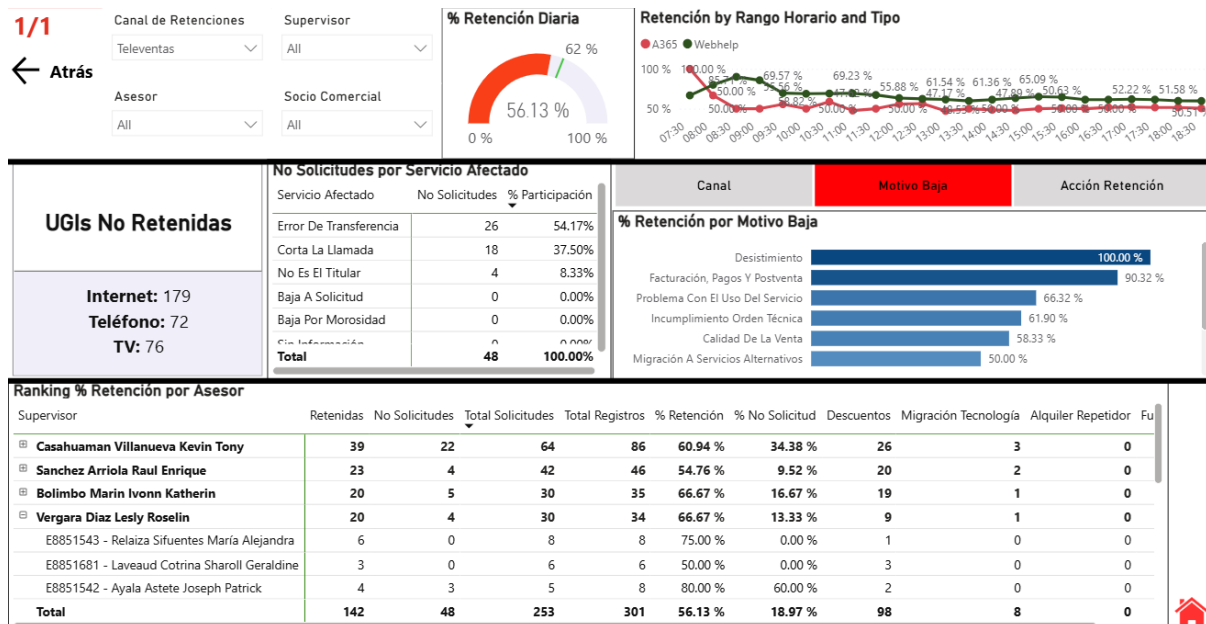 1/1
Atrás
Canal de Retenciones
Televentas
Supervisor
All
Asesor
All
Socio Comercial
All
% Retención Diaria
62 %
56.13 %
0 %
100 %
Retención by Rango Horario and Tipo
A365 Webhelp
100 %
50 %
100.00 %
50.00 %
69.57 %
69.23 %
55.88 %
61.54 %
47.17 %
61.36 %
65.09 %
50.63 %
52.22 %
51.58 %
07:30 08:00 08:30 09:00 09:30 10:00 10:30 11:00 11:30 12:00 12:30 13:00 13:30 14:00 14:30 15:00 15:30 16:00 16:30 17:00 17:30 18:00 18:30
UGIs No Retenidas
Internet: 179
Teléfono: 72
TV: 76
No Solicitudes por Servicio Afectado
Servicio Afectado No Solicitudes % Participación
Error De Transferencia 26 54.17%
Corta La Llamada 18 37.50%
No Es El Titular 4 8.33%
Baja A Solicitud 0 0.00%
Baja Por Morosidad 0 0.00%
Sin Información 0 0.00%
Total 48 100.00%
Canal
Motivo Baja
Acción Retención
% Retención por Motivo Baja
Desistimiento 100.00 %
Facturación, Pagos Y Postventa 90.32 %
Problema Con El Uso Del Servicio 66.32 %
Incumplimiento Orden Técnica 61.90 %
Calidad De La Venta 58.33 %
Migración A Servicios Alternativos 50.00 %
Ranking % Retención por Asesor
Supervisor Retenidas No Solicitudes Total Solicitudes Total Registros % Retención % No Solicitud Descuentos Migración Tecnología Alquiler Repetidor Fu
Casahuaman Villanueva Kevin Tony 39 22 64 86 60.94 % 34.38 % 26 3 0
Sanchez Arriola Raul Enrique 23 4 42 46 54.76 % 9.52 % 20 2 0
Bolimbo Marin Ivonn Katherin 20 5 30 35 66.67 % 16.67 % 19 1 0
Vergara Diaz Lesly Roselin 20 4 30 34 66.67 % 13.33 % 9 1 0
E8851543 - Relaiza Sifuentes María Alejandra 6 0 8 8 75.00 % 0.00 % 1 0 0
E8851681 - Laveaud Cotrina Sharoll Geraldine 3 0 6 6 50.00 % 0.00 % 3 0 0
E8851542 - Ayala Astete Joseph Patrick 4 3 5 8 80.00 % 60.00 % 2 0 0
Total 142 48 253 301 56.13 % 18.97 % 98 8 0